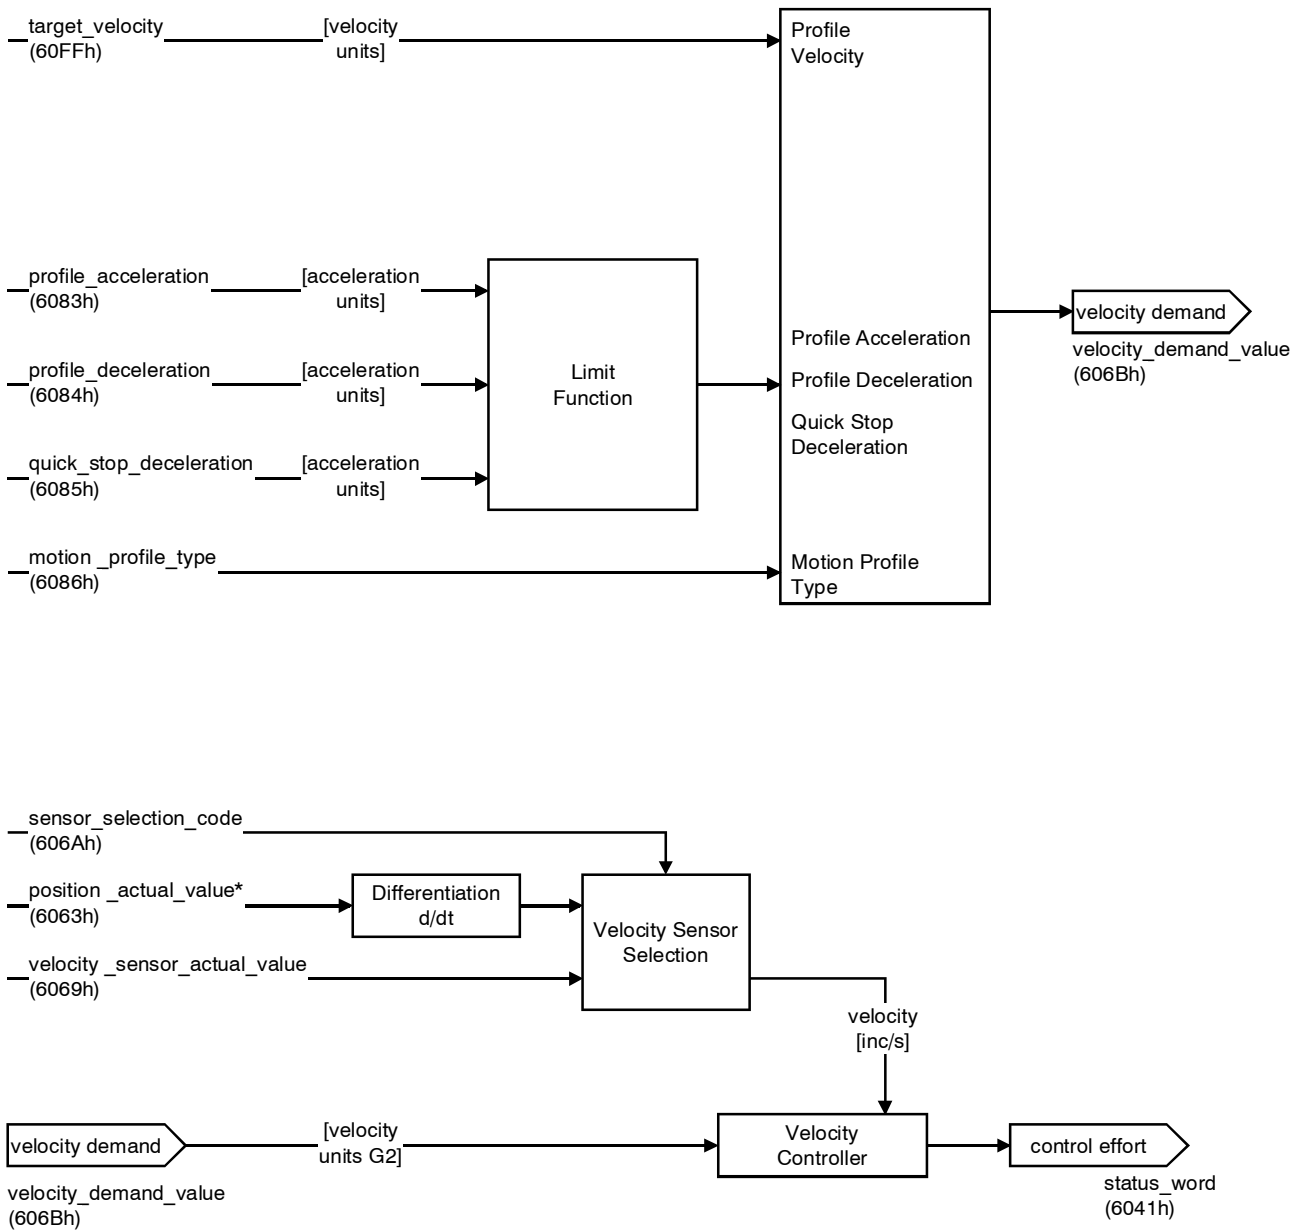 target_velocity
(60FFh)
[velocity
units]
Profile
Velocity
profile_acceleration
(6083h)
[acceleration
units]
profile_deceleration
(6084h)
[acceleration
units]
quick_stop_deceleration
(6085h)
[acceleration
units]
Limit
Function
Profile Acceleration
Profile Deceleration
Quick Stop
Deceleration
velocity demand
velocity_demand_value
(606Bh)
motion _profile_type
(6086h)
Motion Profile
Type
sensor_selection_code
(606Ah)
position _actual_value*
(6063h)
Differentiation
d/dt
Velocity Sensor
Selection
velocity _sensor_actual_value
(6069h)
velocity
[inc/s]
velocity demand
velocity_demand_value
(606Bh)
[velocity
units G2]
Velocity
Controller
control effort
status_word
(6041h)